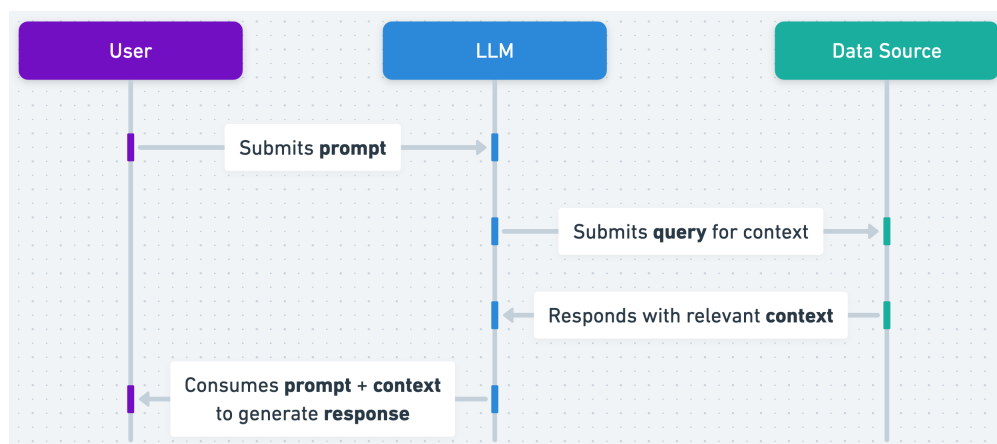 User
LLM
Data Source
Submits prompt
Submits query for context
Responds with relevant context
Consumes prompt + context
to generate response